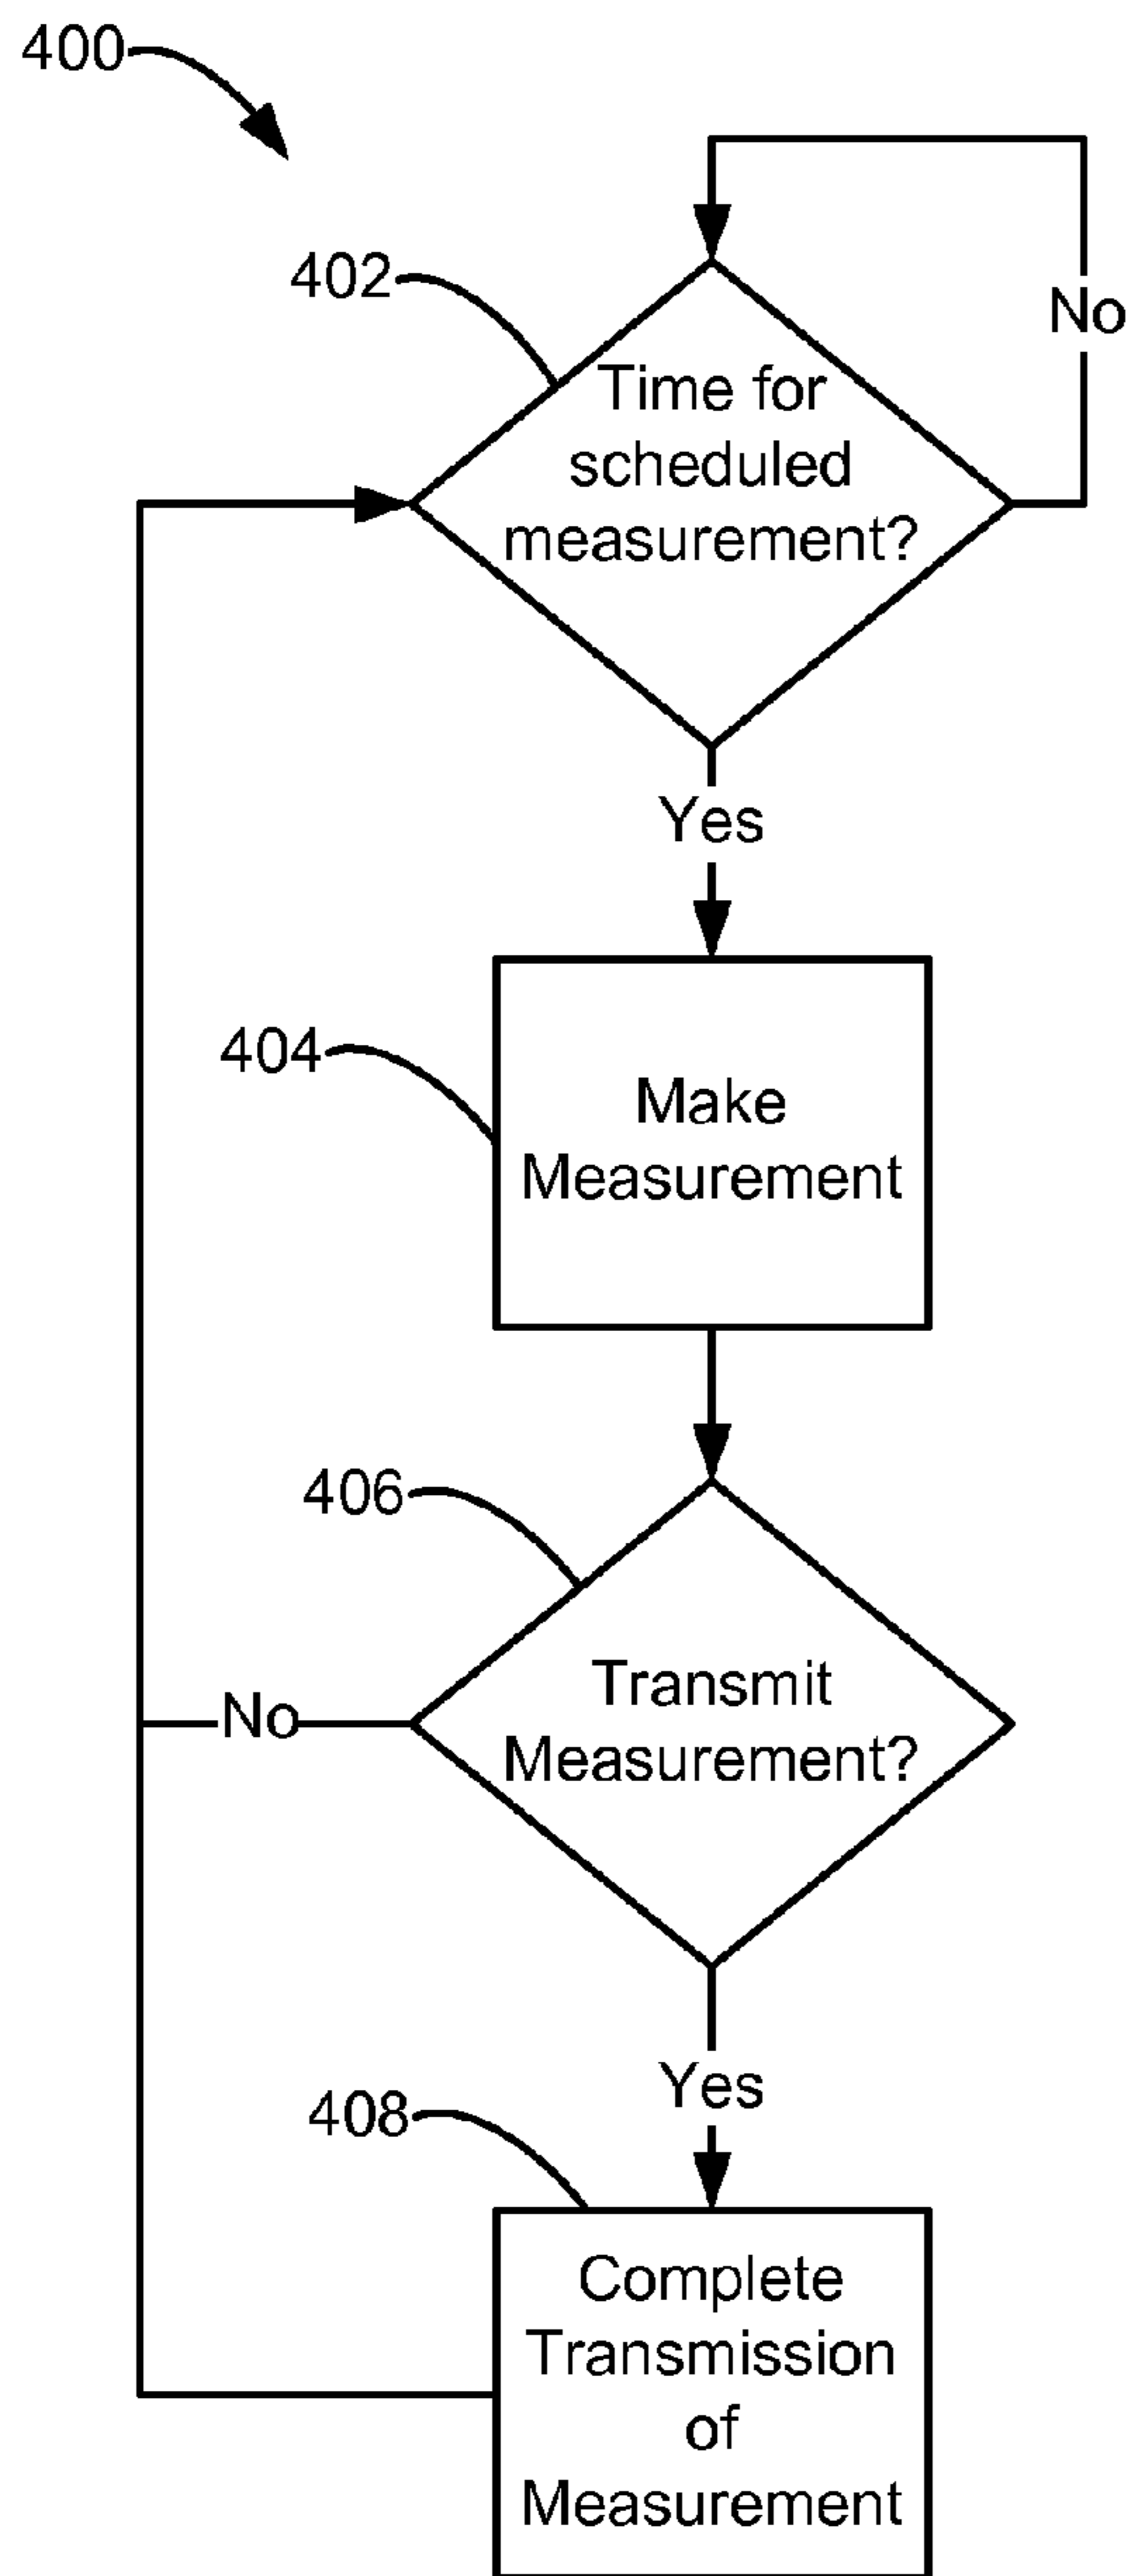 400
402
No
Time for
scheduled
measurement?
Yes
404
Make
Measurement
406
Transmit
Measurement?
No
Yes
408
Complete
Transmission
of
Measurement